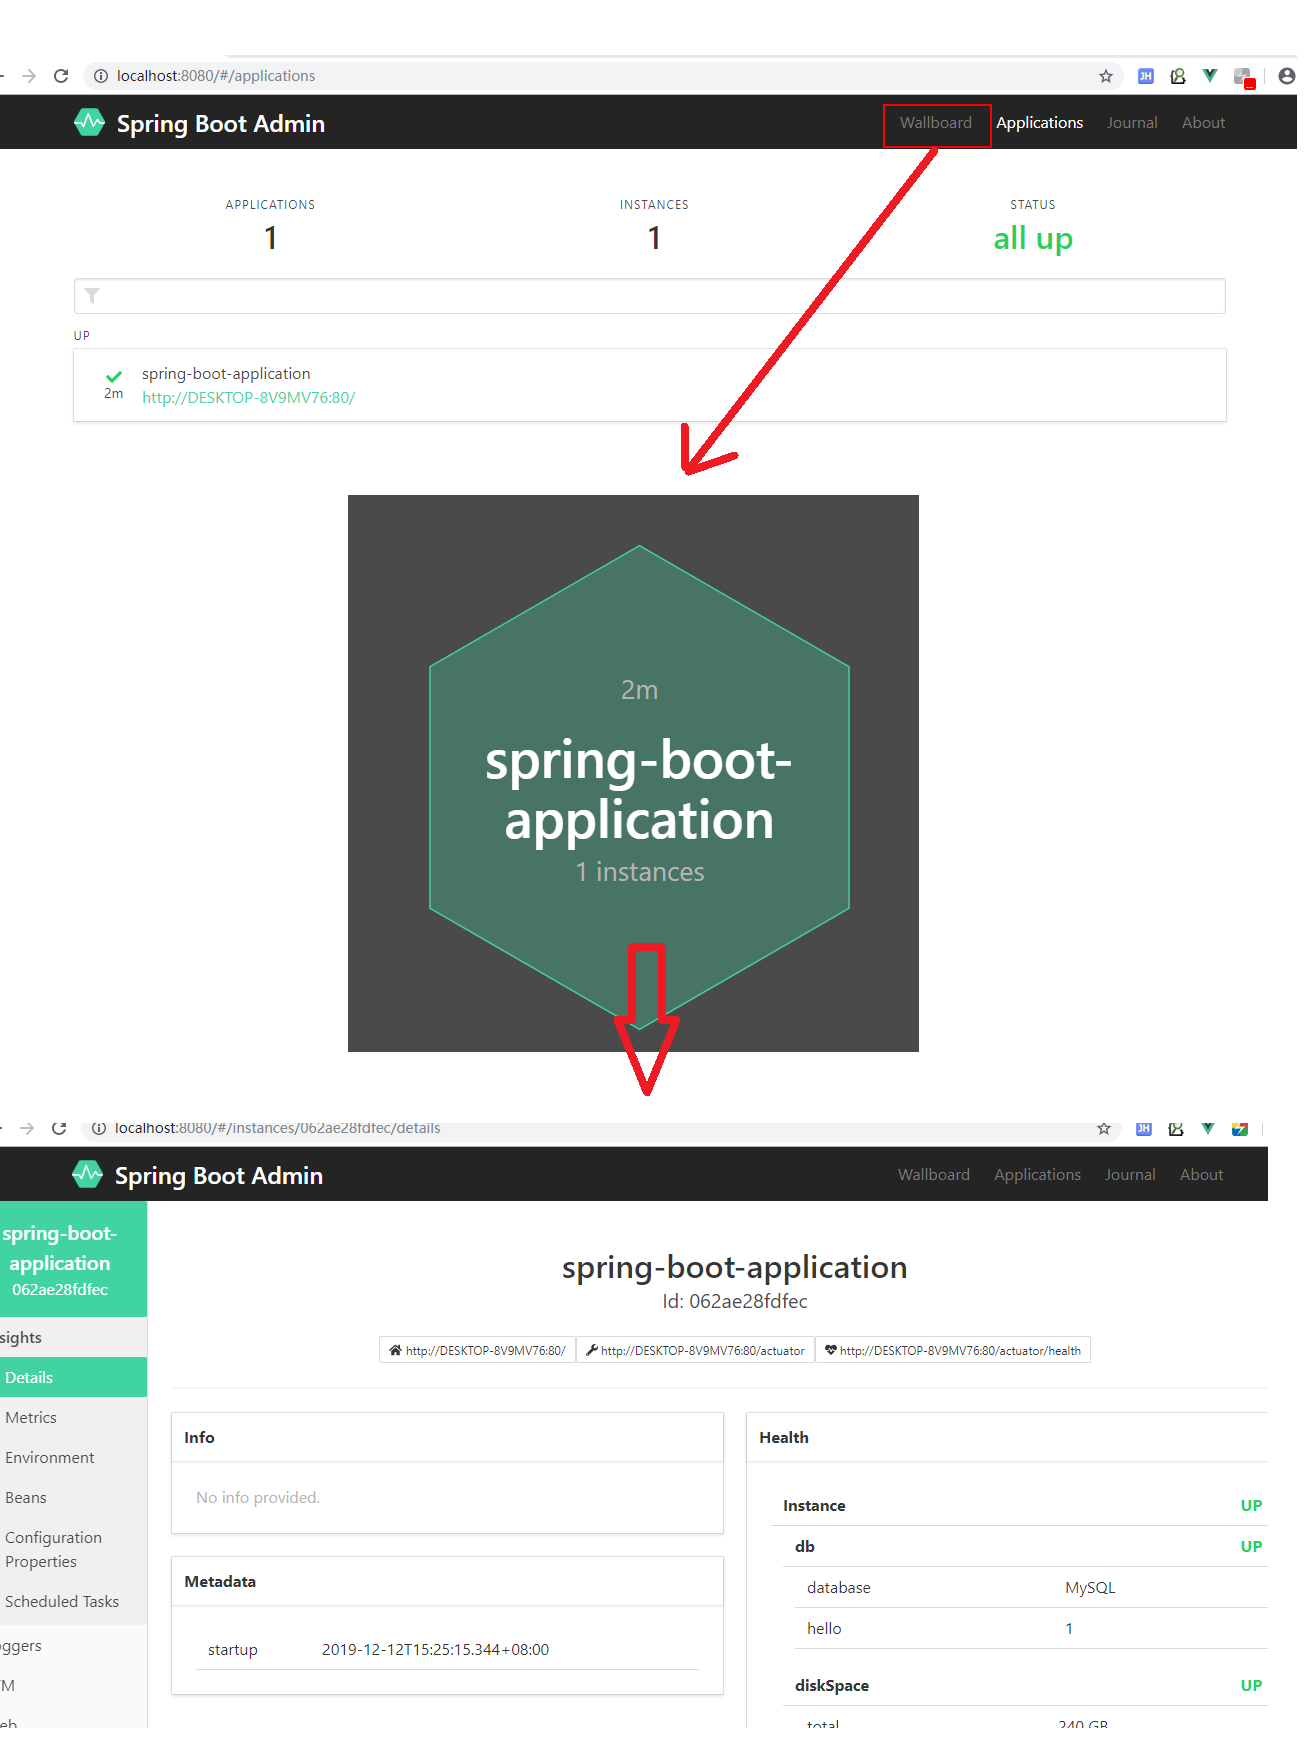 localhost:8080/#/applications
JH
Spring Boot Admin
Wallboard Applications Journal About
APPLICATIONS INSTANCES STATUS
1 1 all up
UP
spring-boot-application
2m
http://DESKTOP-8V9MV76:80/
2m
spring-boot-
application
1 instances
localhost:8080/#/instances/062ae28fdfec/details
JH
Spring Boot Admin
Wallboard Applications Journal About
spring-boot-
application
062ae28fdfec
sights
Details
Metrics
Environment
Beans
Configuration
Properties
Scheduled Tasks
ggers
M
eb
spring-boot-application
Id: 062ae28fdfec
http://DESKTOP-8V9MV76:80/ http://DESKTOP-8V9MV76:80/actuator http://DESKTOP-8V9MV76:80/actuator/health
Info
No info provided.
Metadata
startup 2019-12-12T15:25:15.344+08:00
Health
Instance UP
db UP
database MySQL
hello 1
diskSpace UP
total 240 GB